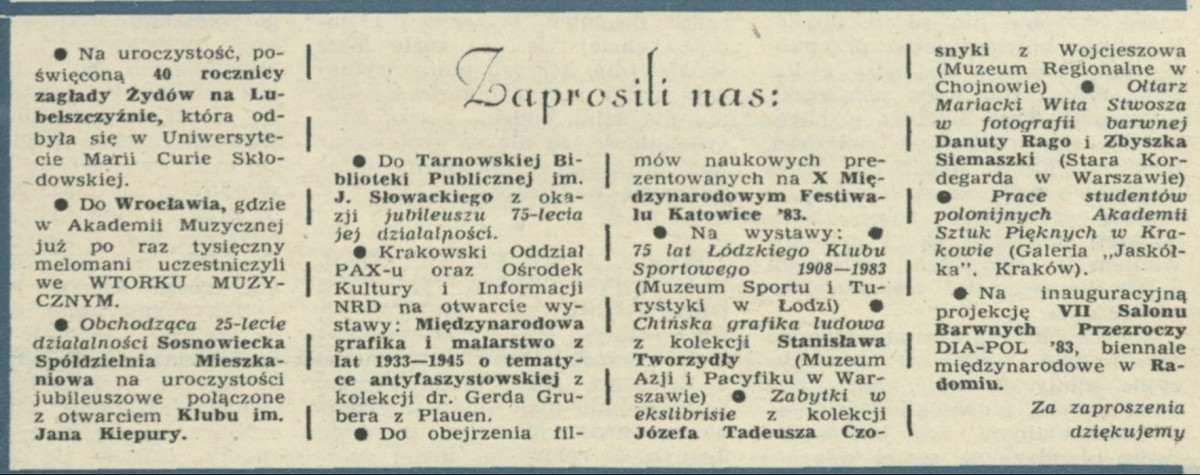 ● Na uroczystość, po-
święconą 40 rocznicy
zagłady Żydów na Lu-
belszczyźnie, która od-
była się w Uniwersyte-
cie Marii Curie Skło-
dowskiej.
● Do Wrocławia, gdzie
w Akademii Muzycznej
już po raz tysięczny
melomani uczestniczyli
we WTORKU MUZY-
CZNYM.
● Obchodząca 25-lecie
działalności Sosnowiecka
Spółdzielnia Mieszka-
niowa na uroczystości
jubileuszowe połączone
z otwarciem Klubu im.
Jana Kiepury.
Zaprosili nas:
● Do Tarnowskiej Bi-
blioteki Publicznej im.
J. Słowackiego z oka-
zji jubileuszu 75-lecia
jej działalności.
● Krakowski Oddział
PAX-u oraz Ośrodek
Kultury i Informacji
NRD na otwarcie wy-
stawy: Międzynarodowa
grafika i malarstwo z
lat 1933—1945 o tematy-
ce antyfaszystowskiej z
kolekcji dr. Gerda Gru-
bera z Plauen.
● Do obejrzenia fil-
mów naukowych pre-
zentowanych na X Mię-
dzynarodowym Festiwa-
lu Katowice '83.
● Na wystawy: ●
75 lat Łódzkiego Klubu
Sportowego 1908—1983
(Muzeum Sportu i Tu-
rystyki w Łodzi) ●
Chińska grafika ludowa
z kolekcji Stanisława
Tworzydły (Muzeum
Azji i Pacyfiku w War-
szawie) ● Zabytki w
ekslibrisie z kolekcji
Józefa Tadeusza Czo-
snyki z Wojcieszowa
(Muzeum Regionalne w
Chojnowie) ● Ołtarz
Mariacki Wita Stwosza
w fotografii barwnej
Danuty Rago i Zbyszka
Siemaszki (Stara Kor-
degarda w Warszawie)
● Prace studentów
polonijnych Akademii
Sztuk Pięknych w Kra-
kowie (Galeria „Jaskół-
ka", Kraków).
● Na inauguracyjną
projekcję VII Salonu
Barwnych Przezroczy
DIA-POL '83, biennale
międzynarodowe w Ra-
domiu.
Za zaproszenia
dziękujemy